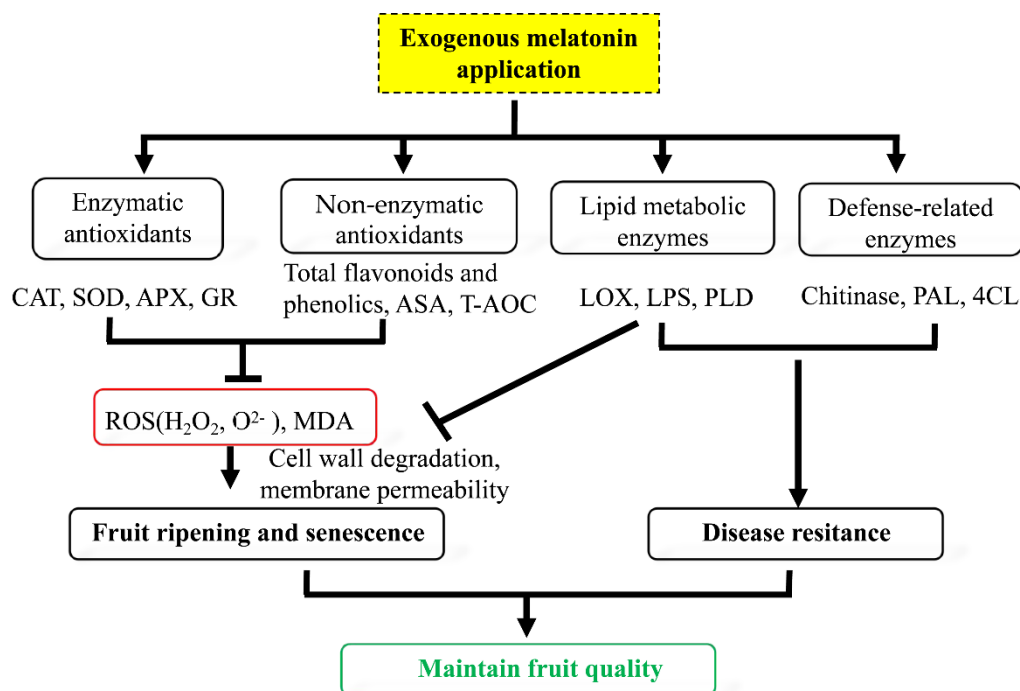 Exogenous melatonin
application
Enzymatic
antioxidants
Non-enzymatic
antioxidants
Lipid metabolic
enzymes
Defense-related
enzymes
CAT, SOD, APX, GR
Total flavonoids and
phenolics, ASA, T-AOC
LOX, LPS, PLD
Chitinase, PAL, 4CL
ROS(H₂O₂, O²⁻ ), MDA
Cell wall degradation,
membrane permeability
Fruit ripening and senescence
Disease resitance
Maintain fruit quality